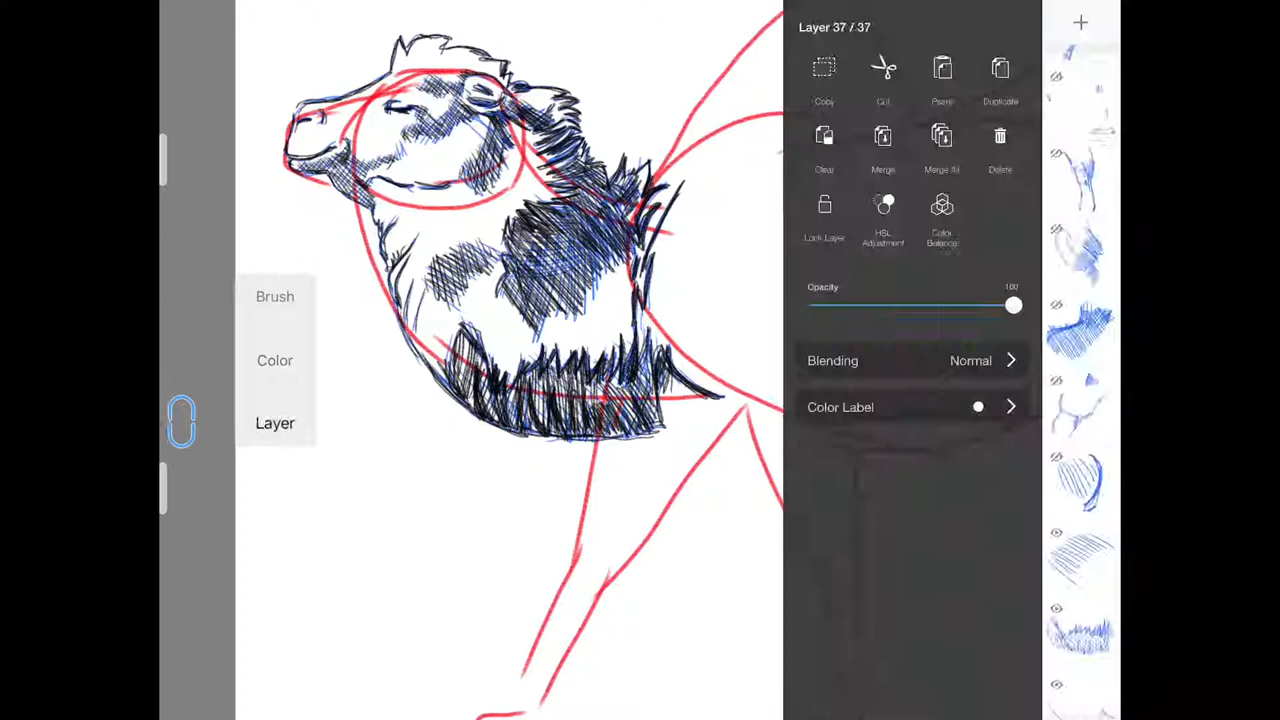 Layer 37 / 37
Copy Cut Paste Duplicate
Clear Merge Merge All Delete
Lock Layer HSL Adjustment Color Balance
Opacity 100
Blending Normal
Color Label
Brush
Color
Layer